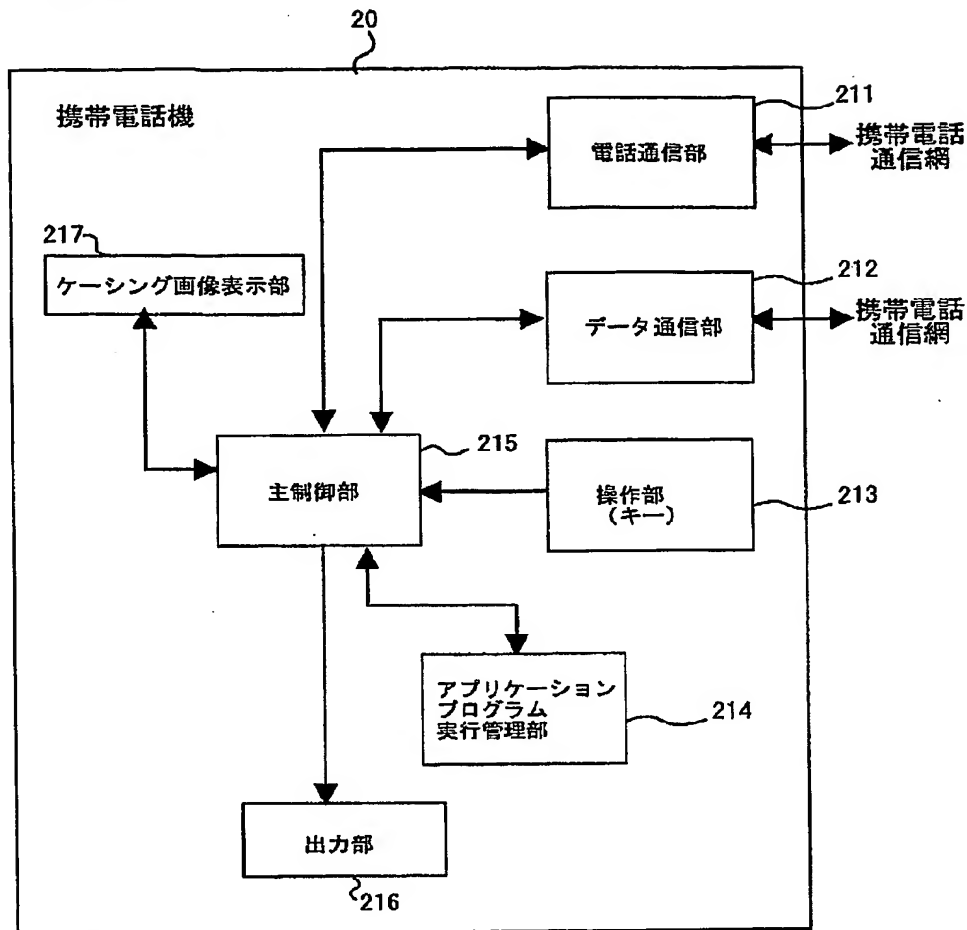 20
携帯電話機
211
電話通信部
携帯電話
通信網
217
ケーシング画像表示部
212
データ通信部
携帯電話
通信網
215
主制御部
操作部
(キー)
213
アプリケーション
プログラム
実行管理部
214
出力部
216